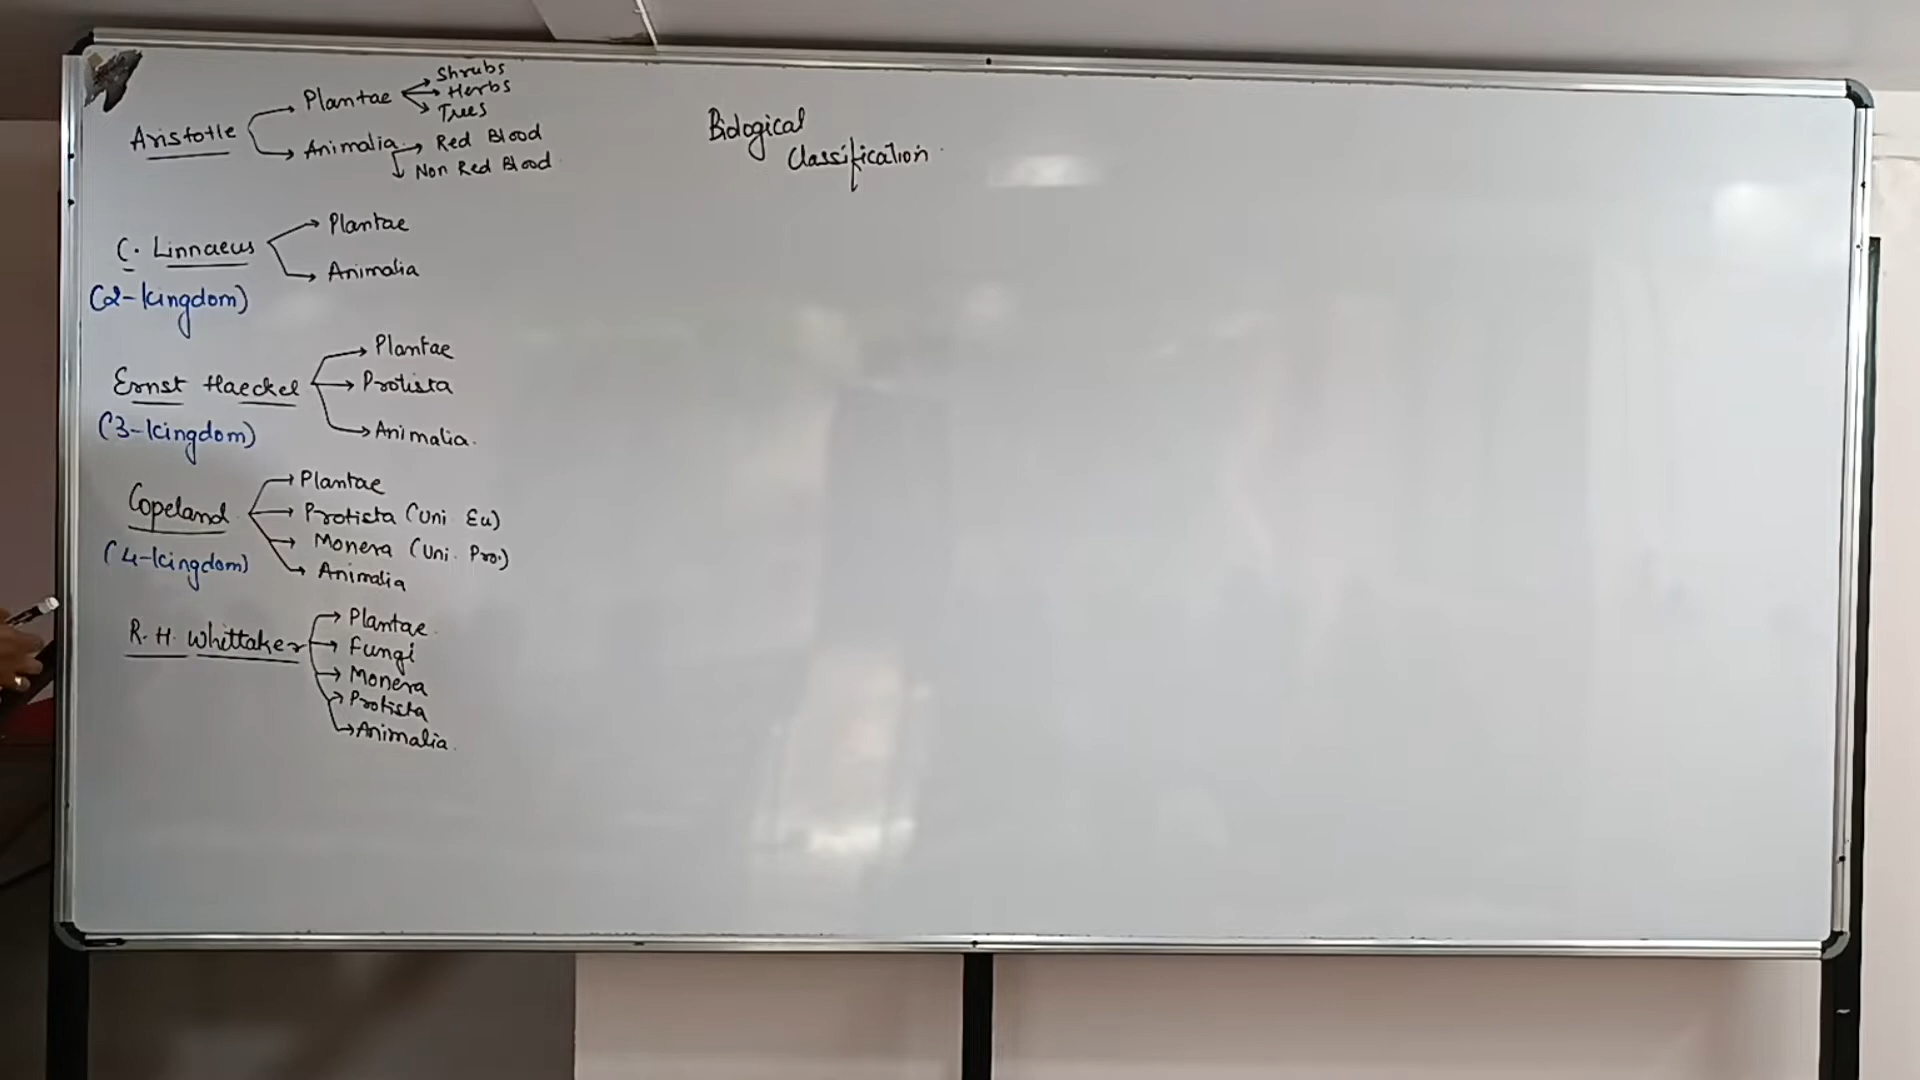 Shrubs
Plantae Herbs
Trees
Aristotle
Animalia Red Blood
Non Red Blood
Biological
Classification
Plantae
C. Linnaeus
Animalia
(2-kingdom)
Plantae
Ernst Haeckel Protista
(3-kingdom)
Animalia.
Plantae
Copeland Protista (Uni Eu)
Monera (Uni. Pro.)
(4-kingdom)
Animalia
Plantae
R. H. Whittaker Fungi
Monera
Protista
Animalia